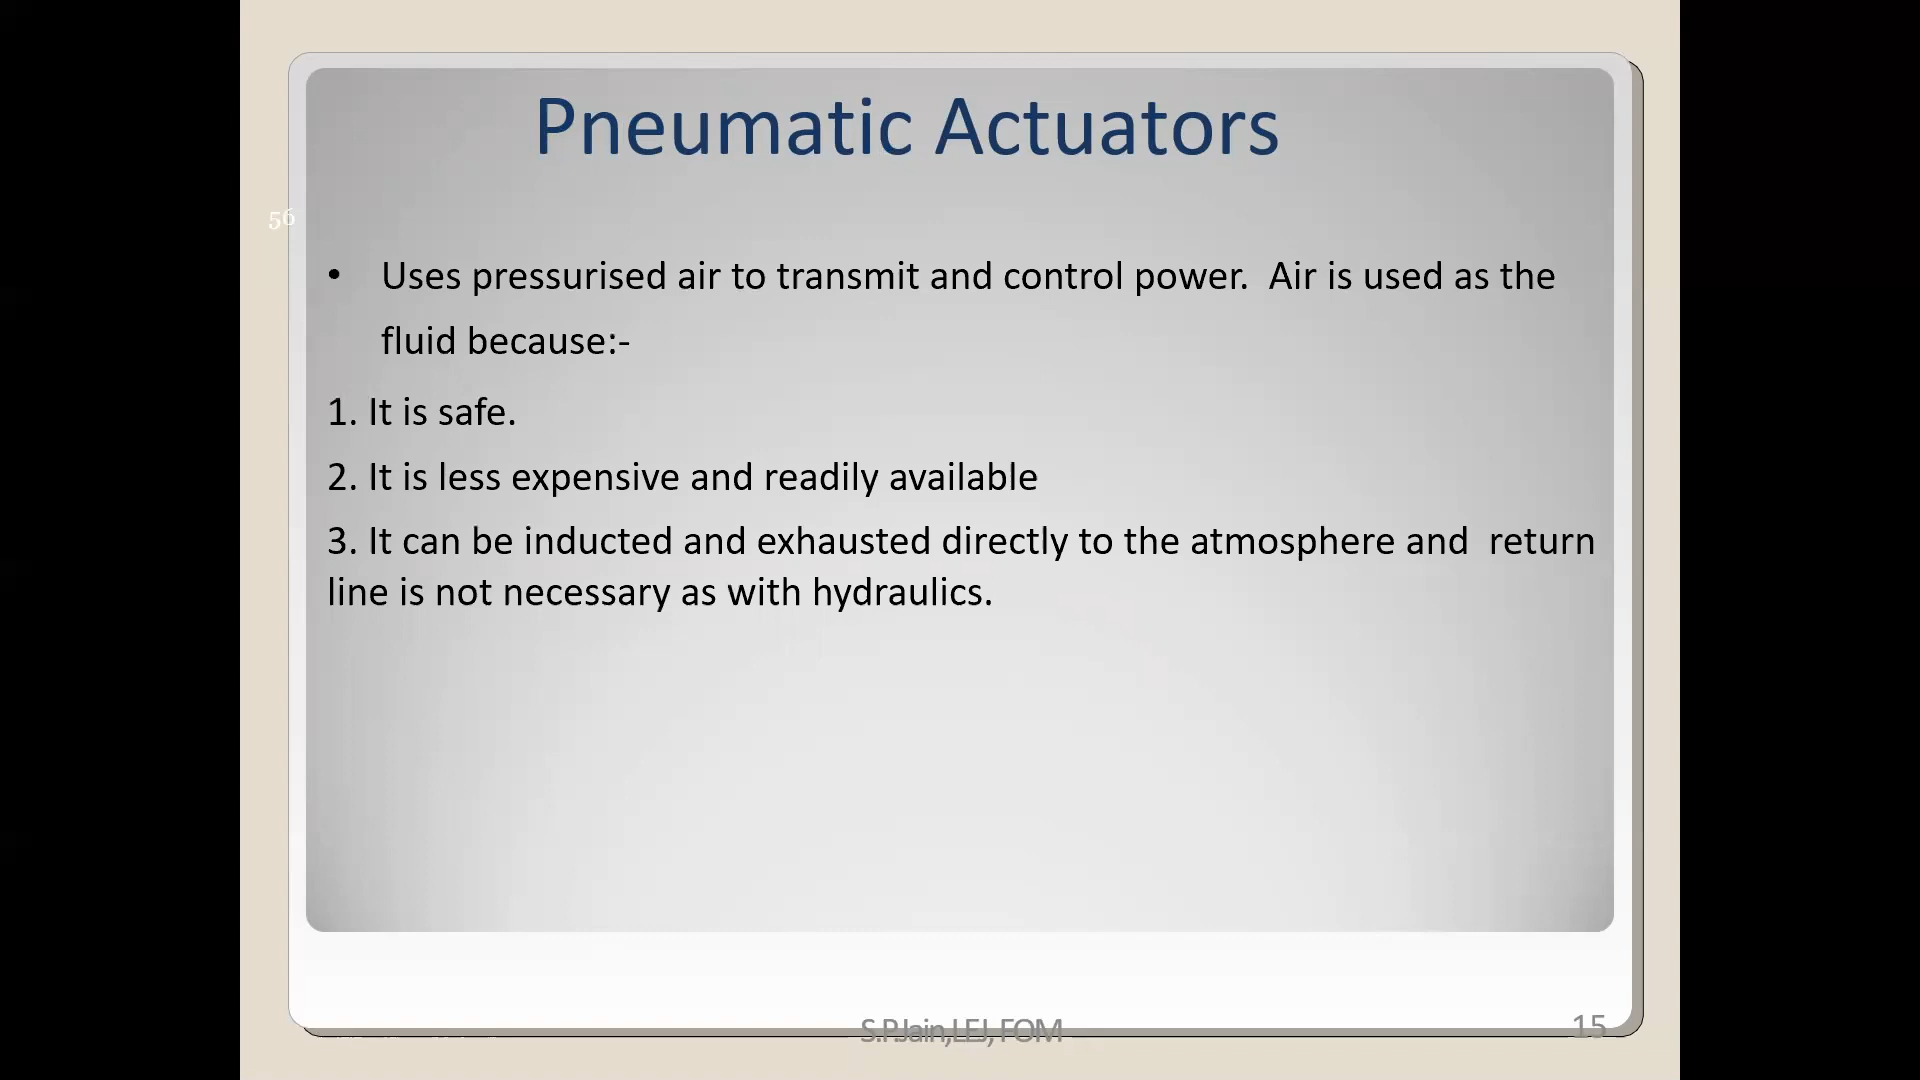 Pneumatic Actuators
56
• Uses pressurised air to transmit and control power.  Air is used as the
fluid because:-
1. It is safe.
2. It is less expensive and readily available
3. It can be inducted and exhausted directly to the atmosphere and  return
line is not necessary as with hydraulics.
S.P.Jain,LEJ, FOM
15